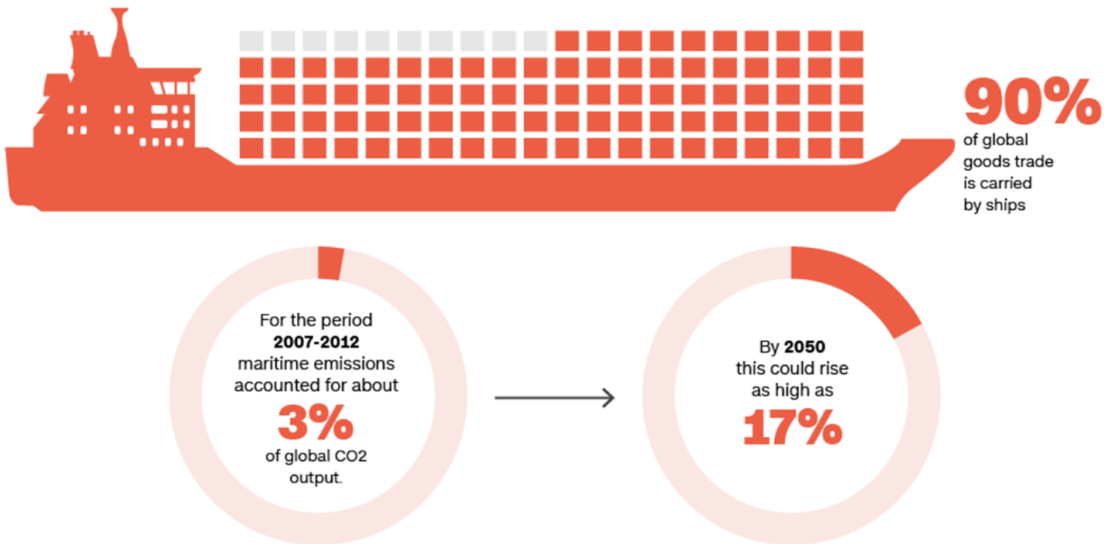 90%
of global
goods trade
is carried
by ships
For the period
2007-2012
maritime emissions
accounted for about
3%
of global CO2
output.
By 2050
this could rise
as high as
17%